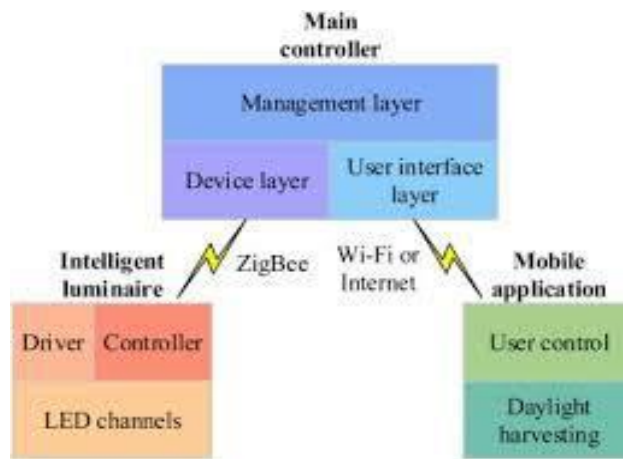 Main
controller
Management layer
Device layer
User interface
layer
Intelligent
luminaire
ZigBee
Wi-Fi or
Internet
Mobile
application
Driver
Controller
LED channels
User control
Daylight
harvesting